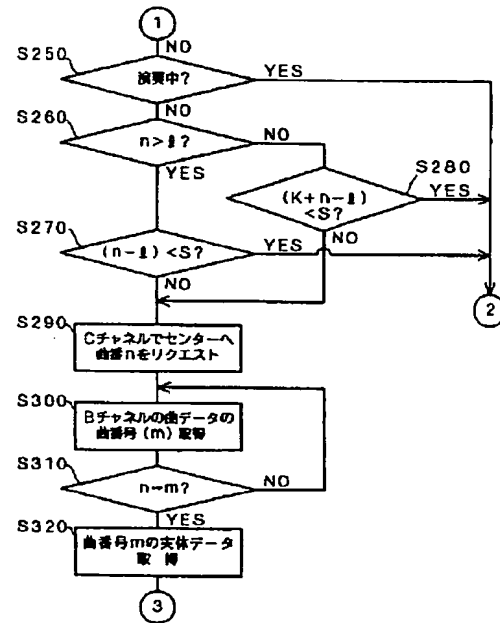 1
NO
S250
演奏中?
YES
NO
S260
n>ℓ?
NO
YES
S280
(K+n-ℓ)
<S?
YES
S270
(n-ℓ)<S?
YES
NO
NO
2
S290
Cチャネルでセンターへ
曲番nをリクエスト
S300
Bチャネルの曲データの
曲番号(m)取得
S310
n=m?
NO
YES
S320
曲番号mの実体データ
取 得
3